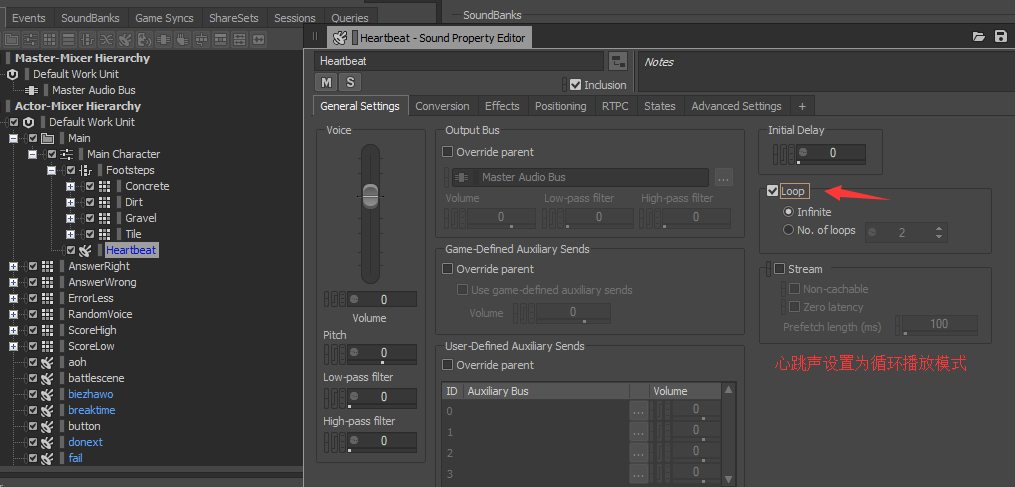 SoundBanks
Events SoundBanks Game Syncs ShareSets Sessions Queries
Master-Mixer Hierarchy
Default Work Unit
Master Audio Bus
Actor-Mixer Hierarchy
Default Work Unit
Main
Main Character
Footsteps
Concrete
Dirt
Gravel
Tile
Heartbeat
AnswerRight
AnswerWrong
ErrorLess
RandomVoice
ScoreHigh
ScoreLow
aoh
battlescene
biezhawo
breaktime
button
donext
fail
Heartbeat - Sound Property Editor
Heartbeat
Notes
M S
Inclusion
General Settings Conversion Effects Positioning RTPC States Advanced Settings +
Voice
0
Volume
Pitch
0
Low-pass filter
0
High-pass filter
0
Output Bus
Override parent
Master Audio Bus ...
Volume Low-pass filter High-pass filter
0 0 0
Game-Defined Auxiliary Sends
Override parent
Use game-defined auxiliary sends
Volume 0
User-Defined Auxiliary Sends
Override parent
ID Auxiliary Bus Volume
0 ... 0
1 ... 0
2 ... 0
3 ... 0
Initial Delay
0
Loop
Infinite
No. of loops 2
Stream
Non-cachable
Zero latency
Prefetch length (ms) 100
心跳声设置为循环播放模式